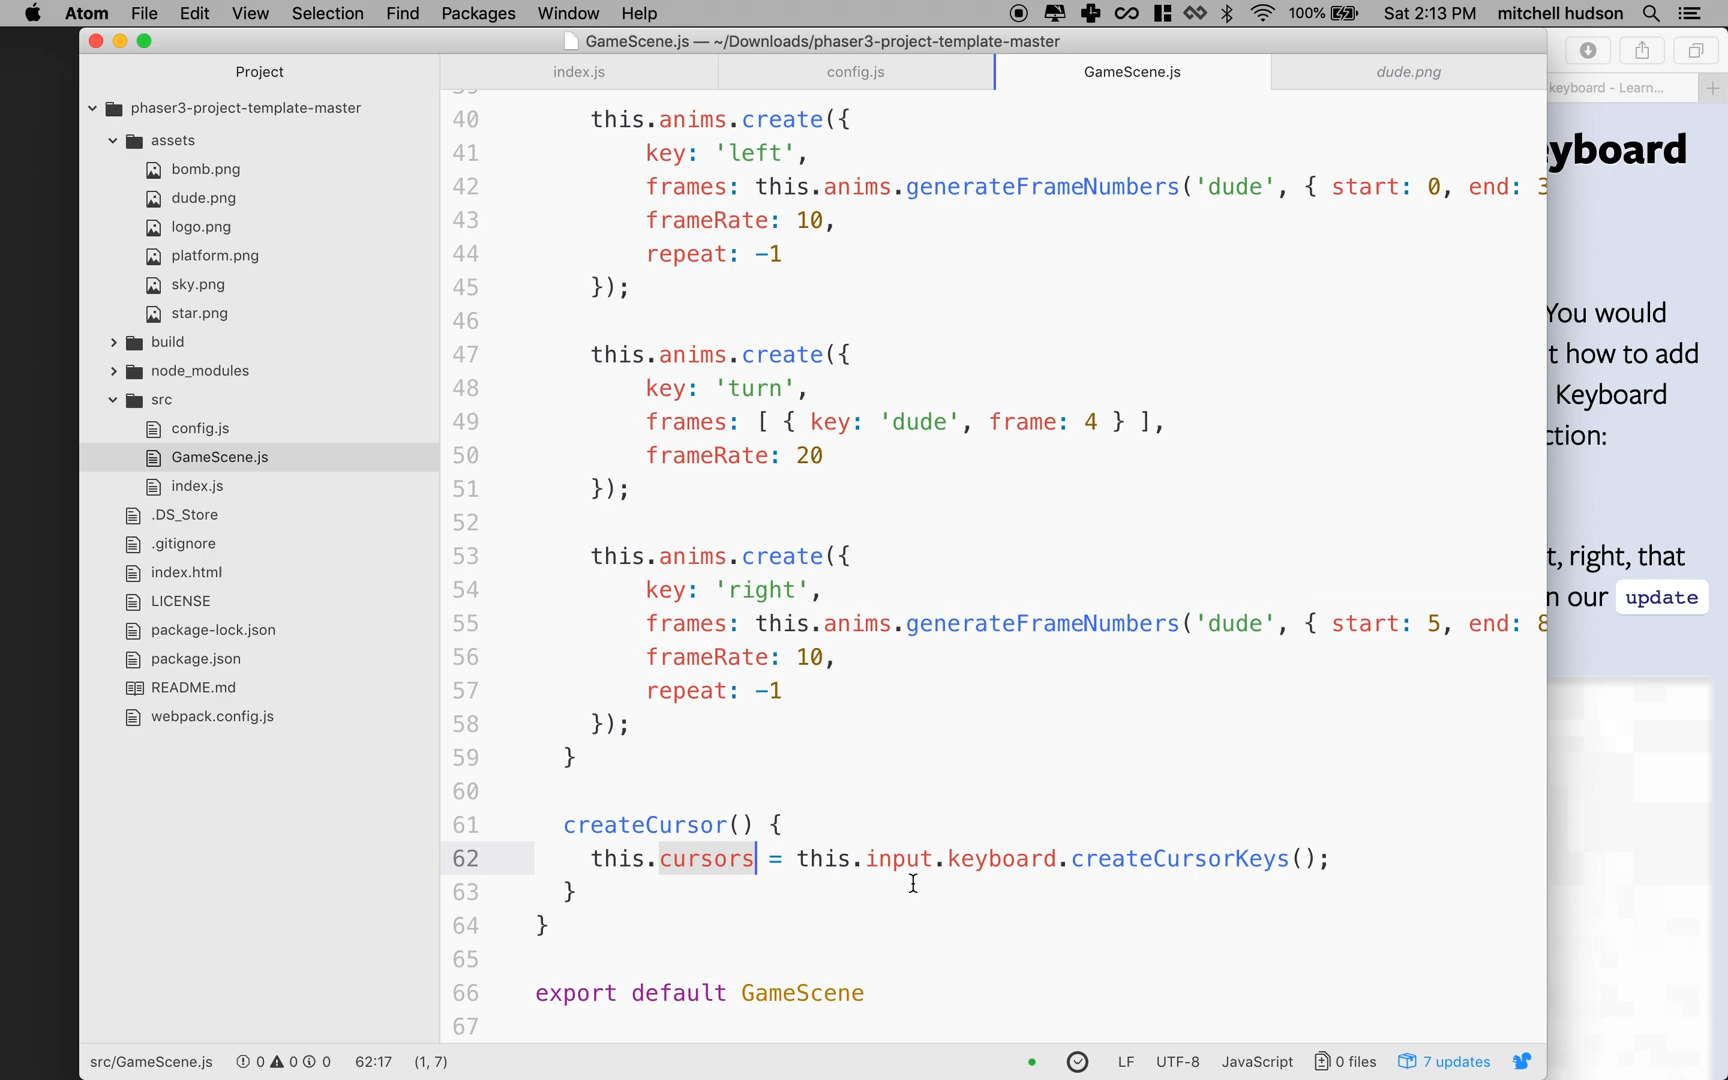 Atom File Edit View Selection Find Packages Window Help 100% Sat 2:13 PM mitchell hudson
GameScene.js — ~/Downloads/phaser3-project-template-master
Project
index.js config.js GameScene.js dude.png
keyboard - Learn...
phaser3-project-template-master
assets
bomb.png
dude.png
logo.png
platform.png
sky.png
star.png
build
node_modules
src
config.js
GameScene.js
index.js
.DS_Store
.gitignore
index.html
LICENSE
package-lock.json
package.json
README.md
webpack.config.js
40 this.anims.create({
41 key: 'left',
42 frames: this.anims.generateFrameNumbers('dude', { start: 0, end: 3
43 frameRate: 10,
44 repeat: -1
45 });
46
47 this.anims.create({
48 key: 'turn',
49 frames: [ { key: 'dude', frame: 4 } ],
50 frameRate: 20
51 });
52
53 this.anims.create({
54 key: 'right',
55 frames: this.anims.generateFrameNumbers('dude', { start: 5, end: 8
56 frameRate: 10,
57 repeat: -1
58 });
59 }
60
61 createCursor() {
62 this.cursors = this.input.keyboard.createCursorKeys();
63 }
64 }
65
66 export default GameScene
67
yboard
You would
t how to add
Keyboard
ction:
t, right, that
n our update
src/GameScene.js 0 0 0 62:17 (1, 7) LF UTF-8 JavaScript 0 files 7 updates